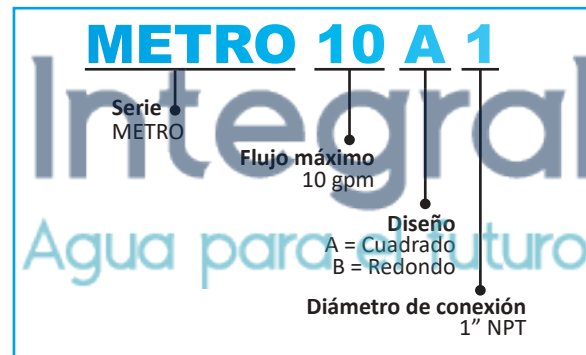 METRO 10 A 1
Integral
Serie
METRO
Flujo máximo
10 gpm
Diseño
A = Cuadrado
B = Redondo
Agua para el futuro
Diámetro de conexión
1” NPT